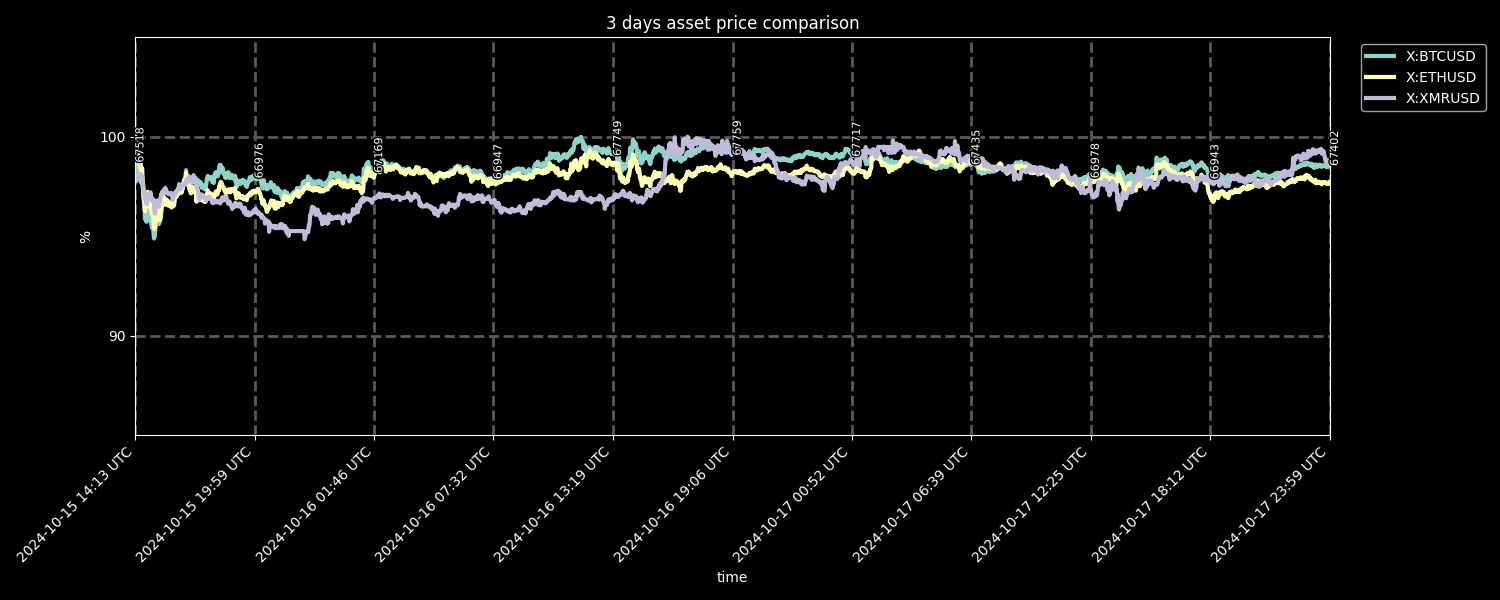 3 days asset price comparison
X:BTCUSD
X:ETHUSD
X:XMRUSD
%
100
90
67518
66976
67169
66947
67749
67759
67717
67435
66978
66943
67402
2024-10-15 14:13 UTC
2024-10-15 19:59 UTC
2024-10-16 01:46 UTC
2024-10-16 07:32 UTC
2024-10-16 13:19 UTC
2024-10-16 19:06 UTC
2024-10-17 00:52 UTC
2024-10-17 06:39 UTC
2024-10-17 12:25 UTC
2024-10-17 18:12 UTC
2024-10-17 23:59 UTC
time